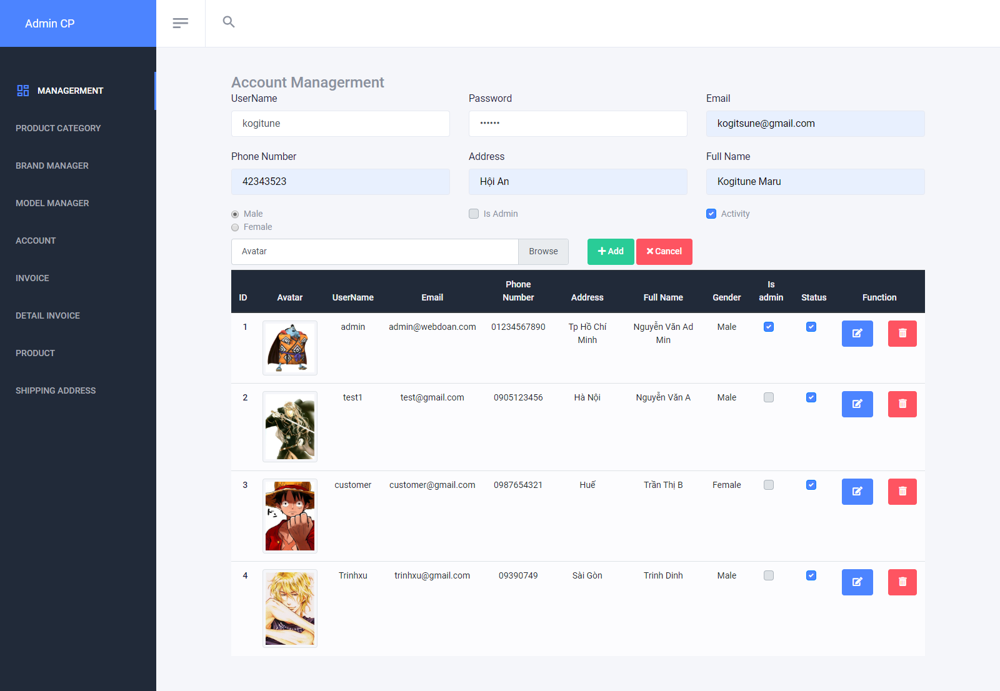 Admin CP
MANAGERMENT
PRODUCT CATEGORY
BRAND MANAGER
MODEL MANAGER
ACCOUNT
INVOICE
DETAIL INVOICE
PRODUCT
SHIPPING ADDRESS
Account Managerment
UserName Password Email
kogitune •••••• kogitsune@gmail.com
Phone Number Address Full Name
42343523 Hội An Kogitune Maru
Male Is Admin Activity
Female
Avatar Browse Add Cancel
ID Avatar UserName Email Phone Number Address Full Name Gender Is admin Status Function
1 admin admin@webdoan.com 01234567890 Tp Hồ Chí Nguyễn Văn Ad Male
Minh Min
2 test1 test@gmail.com 0905123456 Hà Nội Nguyễn Văn A Male
3 customer customer@gmail.com 0987654321 Huế Trần Thị B Female
ドン
4 Trinhxu trinhxu@gmail.com 09390749 Sài Gòn Trinh Dinh Male